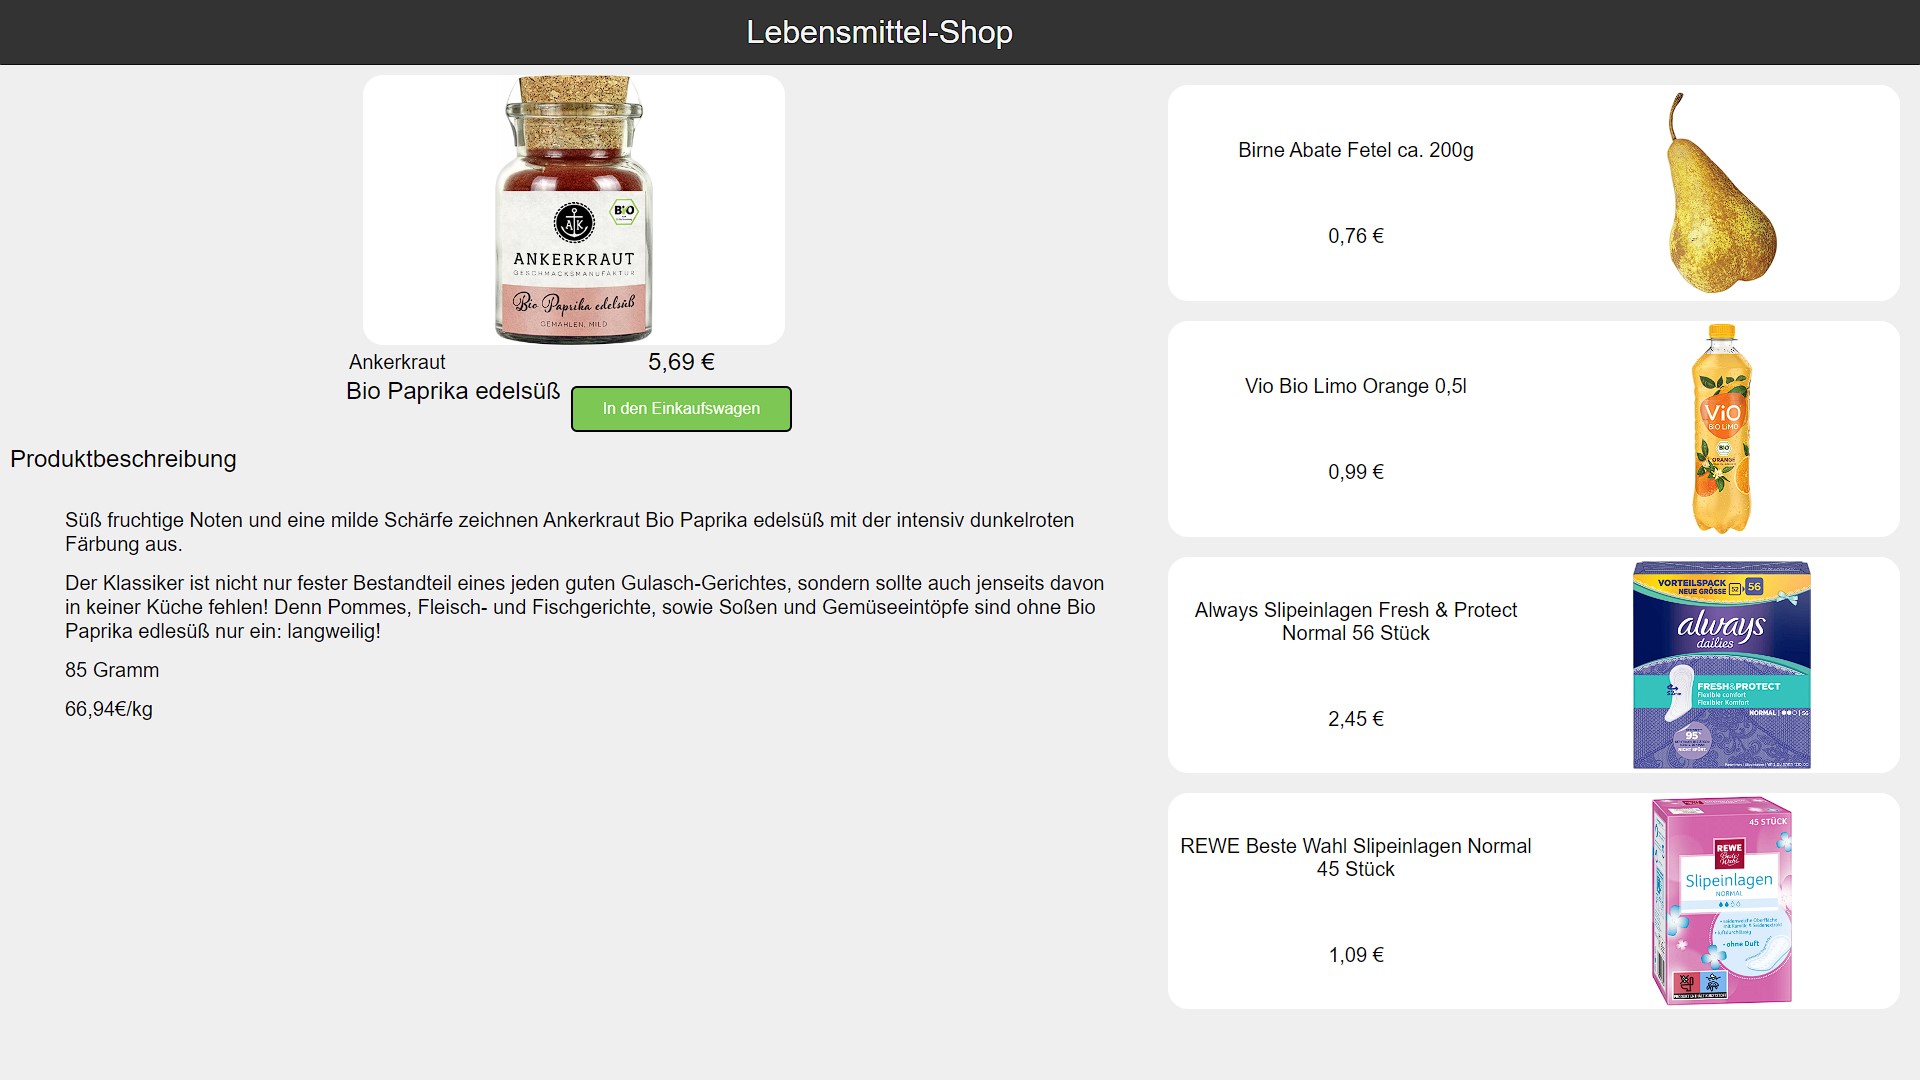 Lebensmittel-Shop
BIO
AK
ANKERKRAUT
GESCHMACKSMANUFAKTUR
Bio Paprika edelsüß
GEMAHLEN, MILD
Ankerkraut
5,69 €
Bio Paprika edelsüß
In den Einkaufswagen
Produktbeschreibung
Süß fruchtige Noten und eine milde Schärfe zeichnen Ankerkraut Bio Paprika edelsüß mit der intensiv dunkelroten
Färbung aus.
Der Klassiker ist nicht nur fester Bestandteil eines jeden guten Gulasch-Gerichtes, sondern sollte auch jenseits davon
in keiner Küche fehlen! Denn Pommes, Fleisch- und Fischgerichte, sowie Soßen und Gemüseeintöpfe sind ohne Bio
Paprika edlesüß nur ein: langweilig!
85 Gramm
66,94€/kg
Birne Abate Fetel ca. 200g
0,76 €
Vio Bio Limo Orange 0,5l
0,99 €
ViO
BIO LIMO
BIO
ORANGE
Always Slipeinlagen Fresh & Protect
Normal 56 Stück
2,45 €
VORTEILSPACK
NEUE GRÖSSE 52 56
always
dailies
FRESH&PROTECT
Flexible comfort
Flexibler Komfort
NORMAL 56
95%
NICHT SPÜRT.
REWE Beste Wahl Slipeinlagen Normal
45 Stück
1,09 €
45 STÜCK
REWE
Beste Wahl
Slipeinlagen
NORMAL
ohne Duft